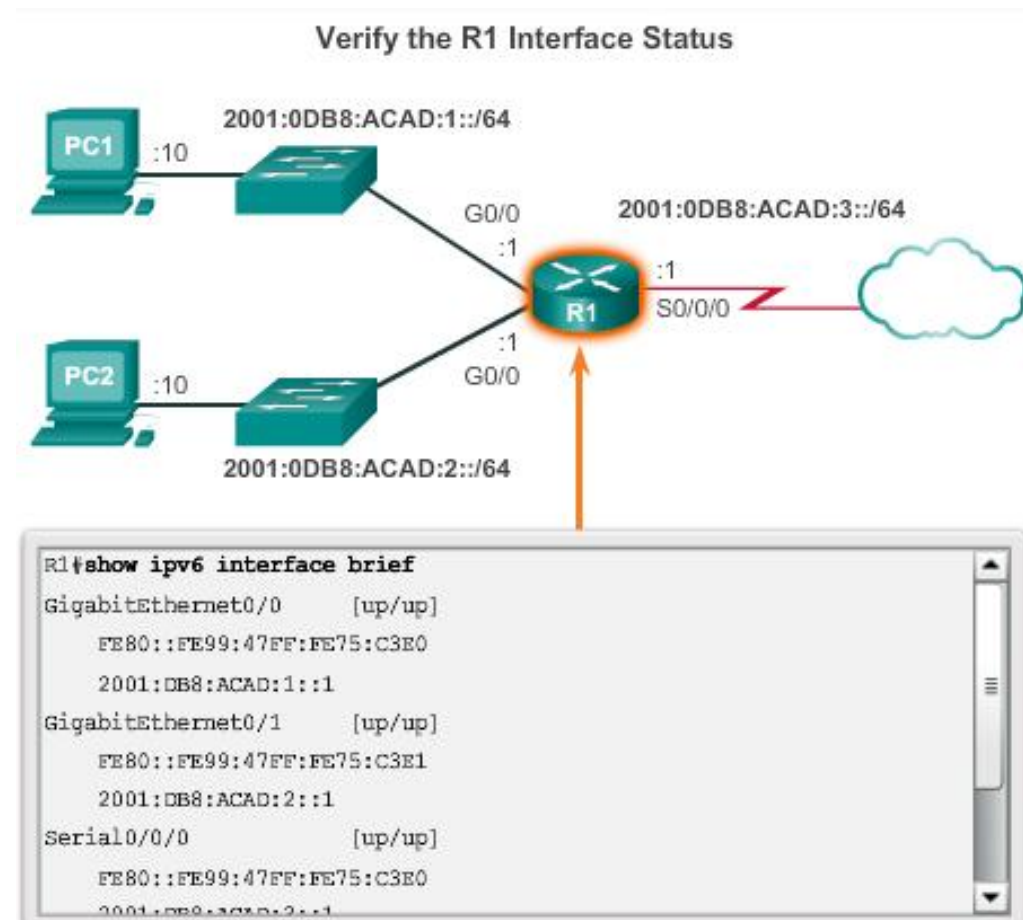 Verify the R1 Interface Status
2001:0DB8:ACAD:1::/64
PC1
:10
G0/0
:1
2001:0DB8:ACAD:3::/64
:1
R1
S0/0/0
:1
G0/0
PC2
:10
2001:0DB8:ACAD:2::/64
R1#show ipv6 interface brief
GigabitEthernet0/0 [up/up]
FE80::FE99:47FF:FE75:C3E0
2001:DB8:ACAD:1::1
GigabitEthernet0/1 [up/up]
FE80::FE99:47FF:FE75:C3E1
2001:DB8:ACAD:2::1
Serial0/0/0 [up/up]
FE80::FE99:47FF:FE75:C3E0